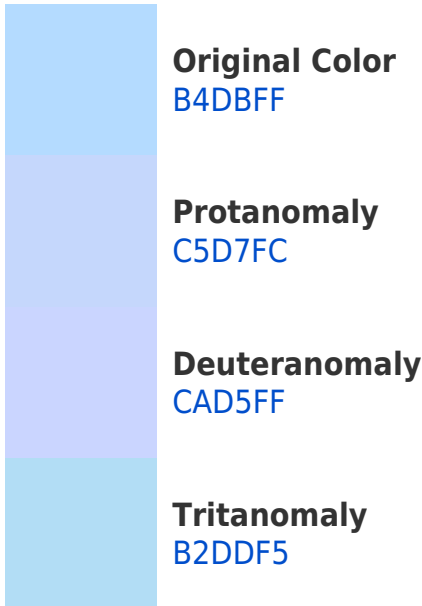 Original Color
B4DBFF
Protanomaly
C5D7FC
Deuteranomaly
CAD5FF
Tritanomaly
B2DDF5